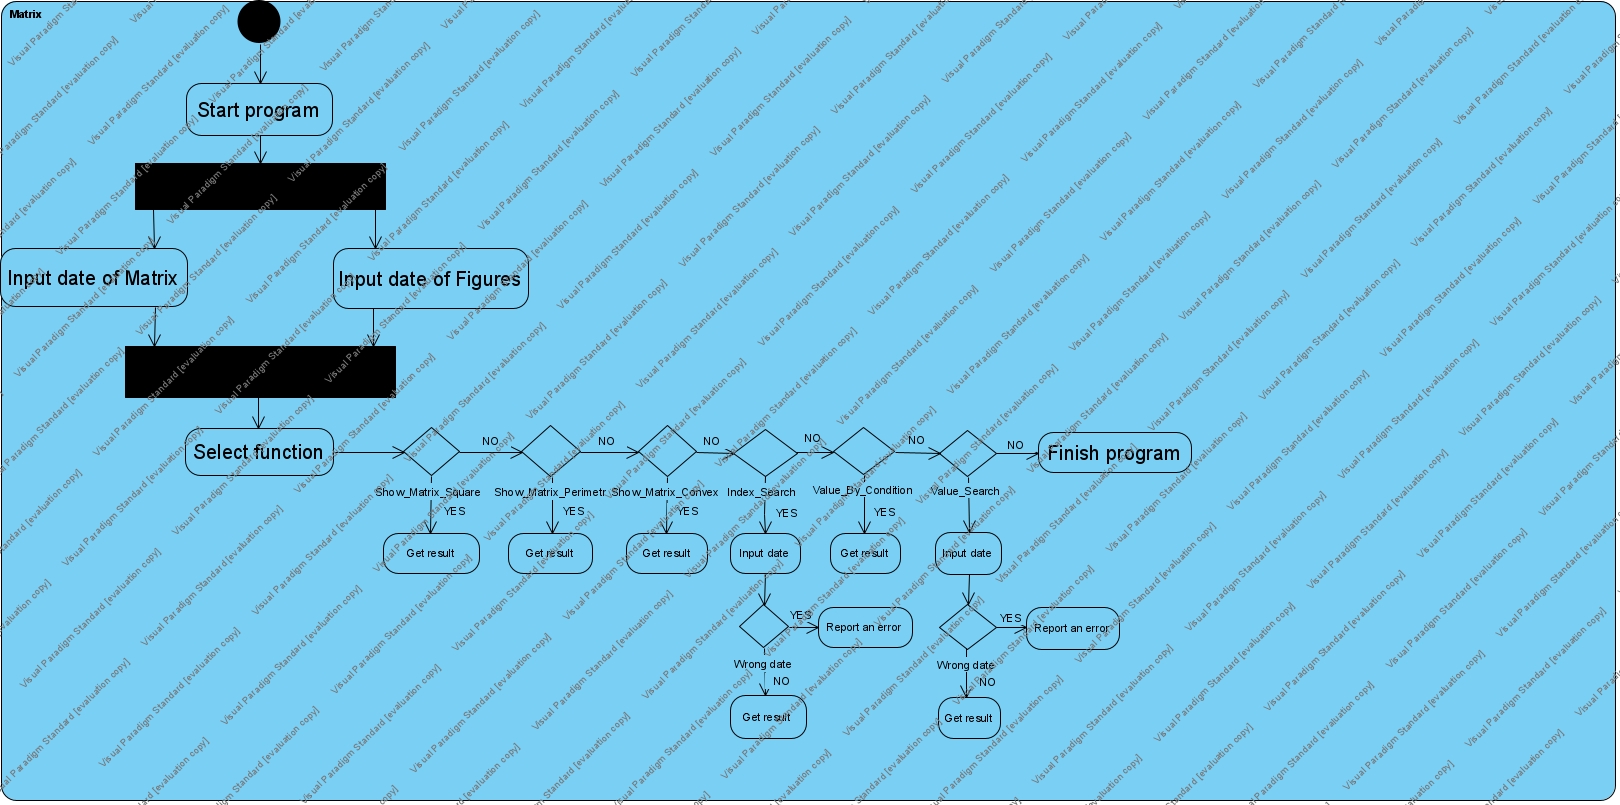 Matrix
Start program
Input date of Matrix
Input date of Figures
Select function
NO
NO
NO
NO
NO
NO
Finish program
Show_Matrix_Square
Show_Matrix_Perimetr
Show_Matrix_Convex
Index_Search
Value_By_Condition
Value_Search
YES
YES
YES
YES
YES
Get result
Get result
Get result
Input date
Get result
Input date
YES
Report an error
YES
Report an error
Wrong date
Wrong date
NO
NO
Get result
Get result
Visual Paradigm Standard [evaluation copy]